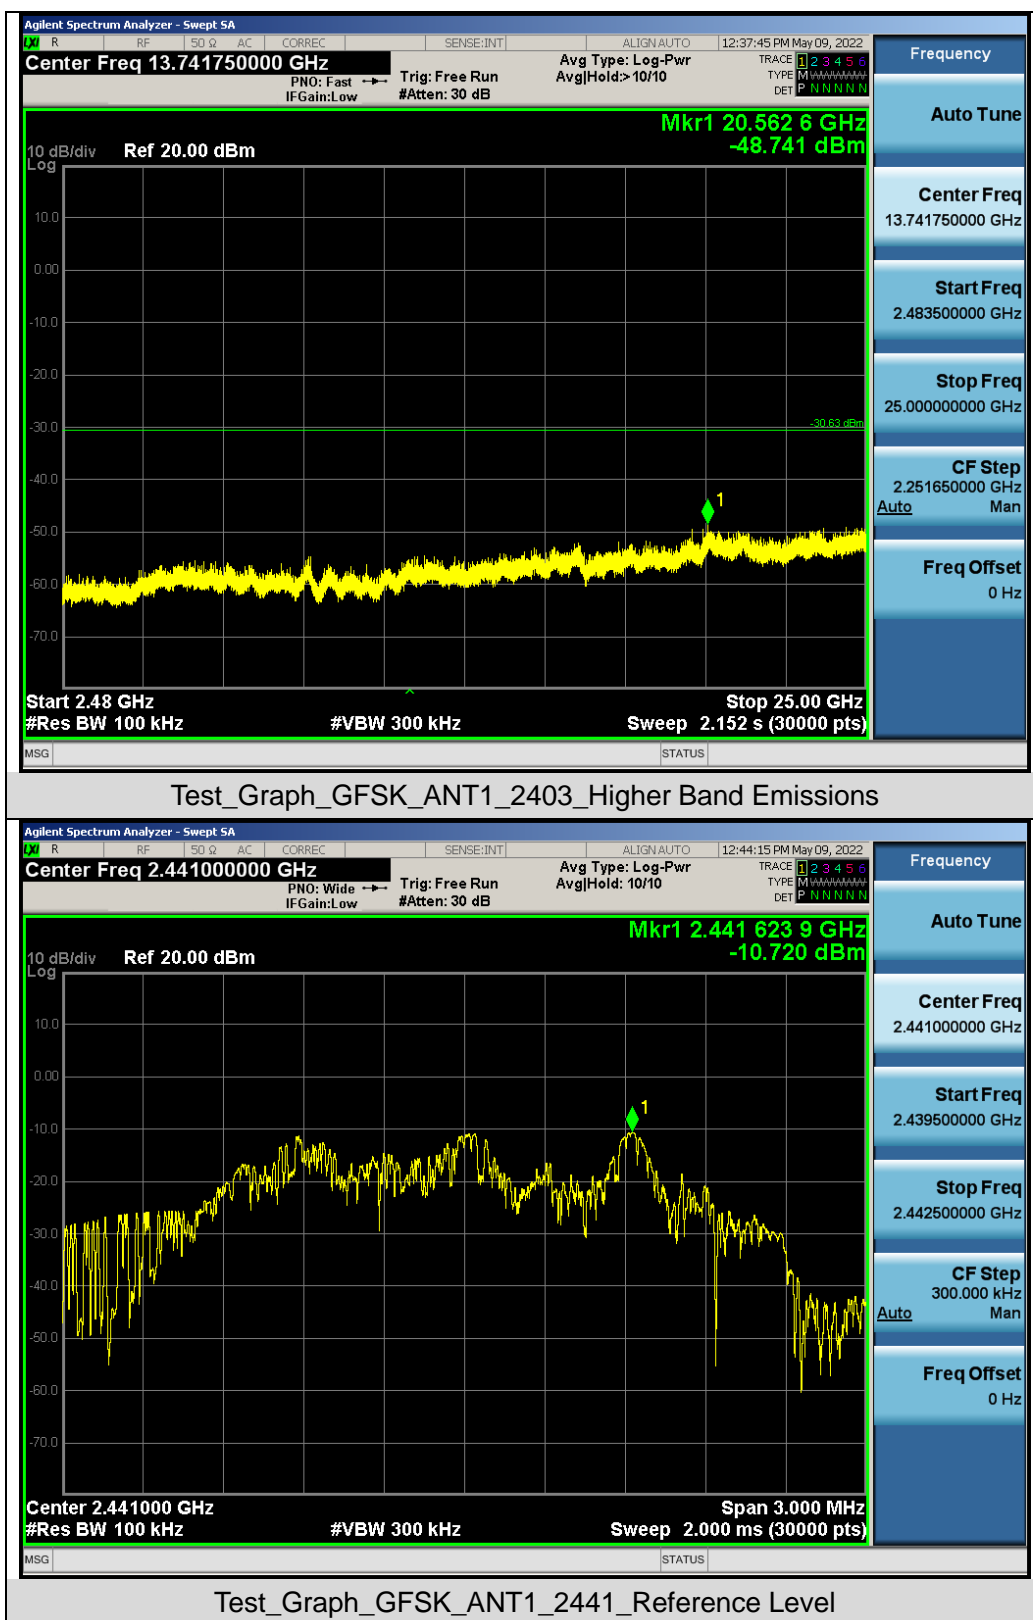 Agilent Spectrum Analyzer - Swept SA
LXI R RF 50 Ω AC CORREC SENSE:INT ALIGNAUTO 12:37:45 PM May 09, 2022
Center Freq 13.741750000 GHz Avg Type: Log-Pwr TRACE 1 2 3 4 5 6
PNO: Fast Trig: Free Run Avg|Hold:>10/10 TYPE M WWWWW
IFGain:Low #Atten: 30 dB DET P N N N N N
Mkr1 20.562 6 GHz
-48.741 dBm
10 dB/div Ref 20.00 dBm
Log
10.0
0.00
-10.0
-20.0
-30.0
-30.63 dBm
-40.0
1
-50.0
-60.0
-70.0
Start 2.48 GHz Stop 25.00 GHz
#Res BW 100 kHz #VBW 300 kHz Sweep 2.152 s (30000 pts)
MSG STATUS
Frequency
Auto Tune
Center Freq
13.741750000 GHz
Start Freq
2.483500000 GHz
Stop Freq
25.000000000 GHz
CF Step
2.251650000 GHz
Auto Man
Freq Offset
0 Hz
Test_Graph_GFSK_ANT1_2403_Higher Band Emissions
Agilent Spectrum Analyzer - Swept SA
LXI R RF 50 Ω AC CORREC SENSE:INT ALIGNAUTO 12:44:15 PM May 09, 2022
Center Freq 2.441000000 GHz Avg Type: Log-Pwr TRACE 1 2 3 4 5 6
PNO: Wide Trig: Free Run Avg|Hold: 10/10 TYPE M WWWWW
IFGain:Low #Atten: 30 dB DET P N N N N N
Mkr1 2.441 623 9 GHz
-10.720 dBm
10 dB/div Ref 20.00 dBm
Log
10.0
0.00
1
-10.0
-20.0
-30.0
-40.0
-50.0
-60.0
-70.0
Center 2.441000 GHz Span 3.000 MHz
#Res BW 100 kHz #VBW 300 kHz Sweep 2.000 ms (30000 pts)
MSG STATUS
Frequency
Auto Tune
Center Freq
2.441000000 GHz
Start Freq
2.439500000 GHz
Stop Freq
2.442500000 GHz
CF Step
300.000 kHz
Auto Man
Freq Offset
0 Hz
Test_Graph_GFSK_ANT1_2441_Reference Level